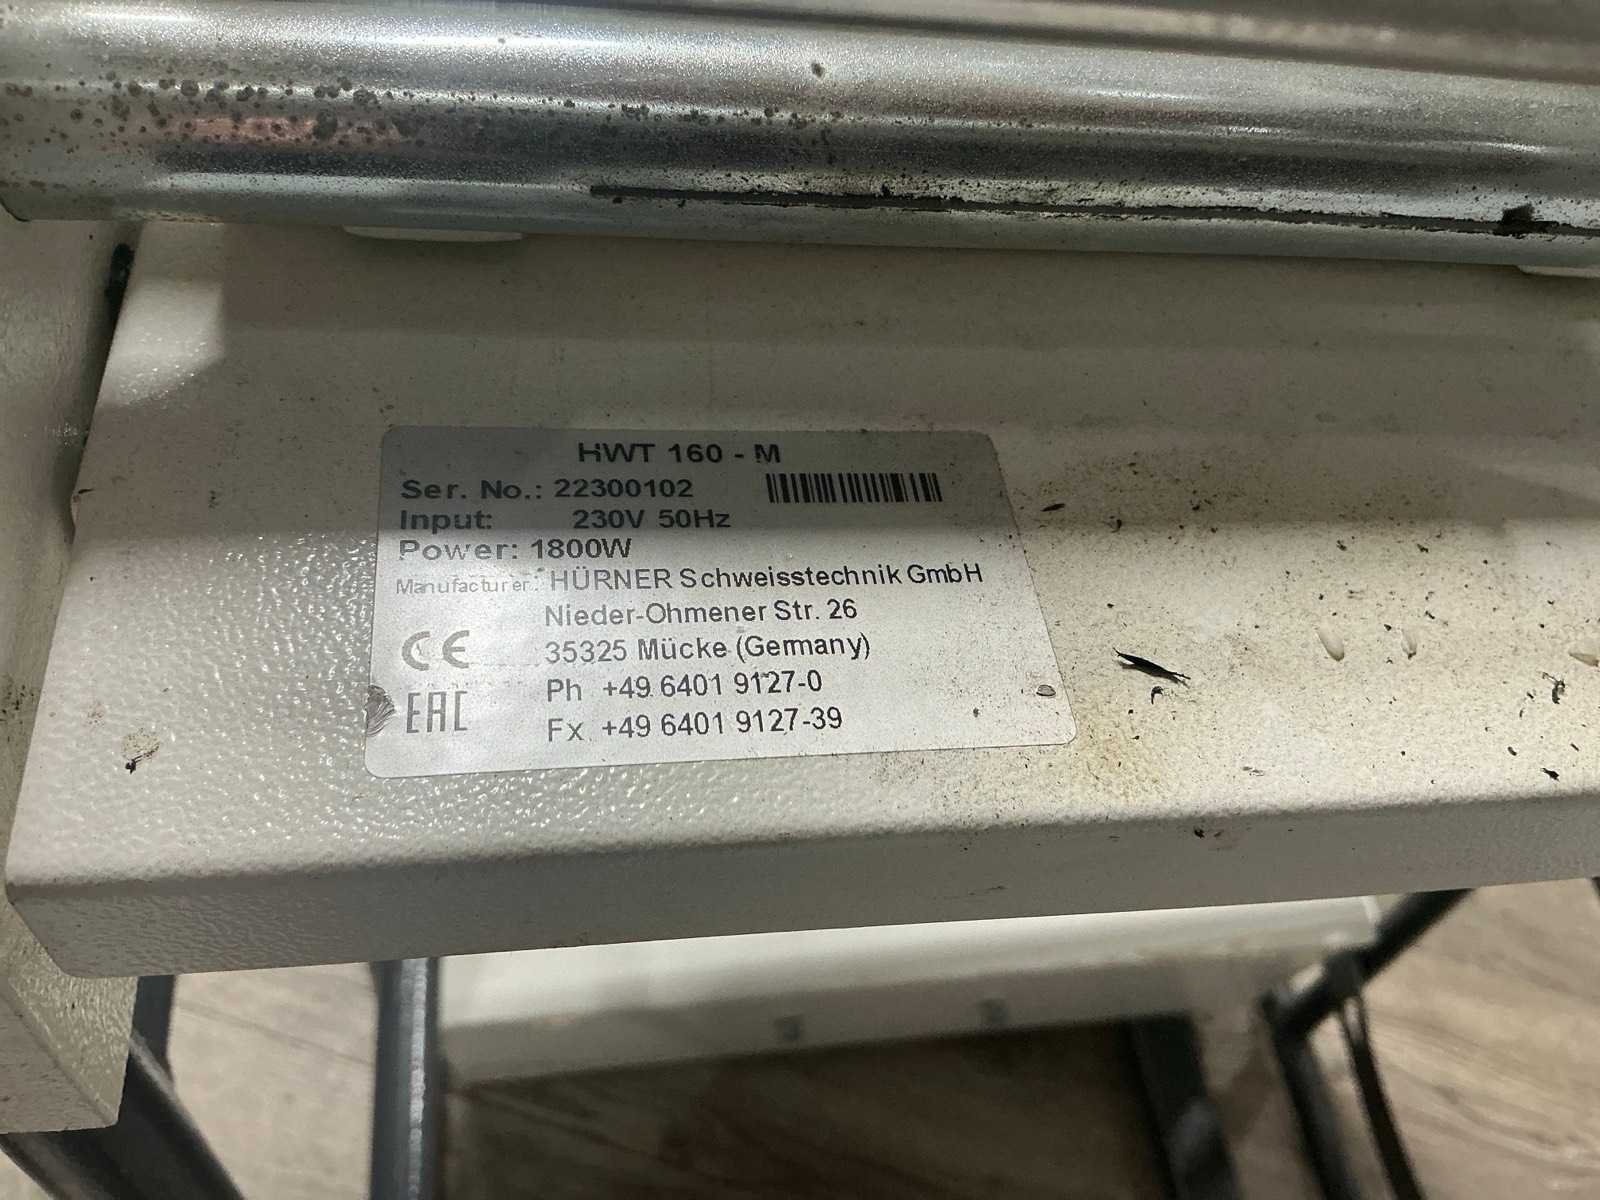 HWT 160 - M
Ser. No.: 22300102
Input: 230V 50Hz
Power: 1800W
Manufacturer.: HÜRNER Schweisstechnik GmbH
Nieder-Ohmener Str. 26
CE 35325 Mücke (Germany)
EAC Ph +49 6401 9127-0
Fx +49 6401 9127-39